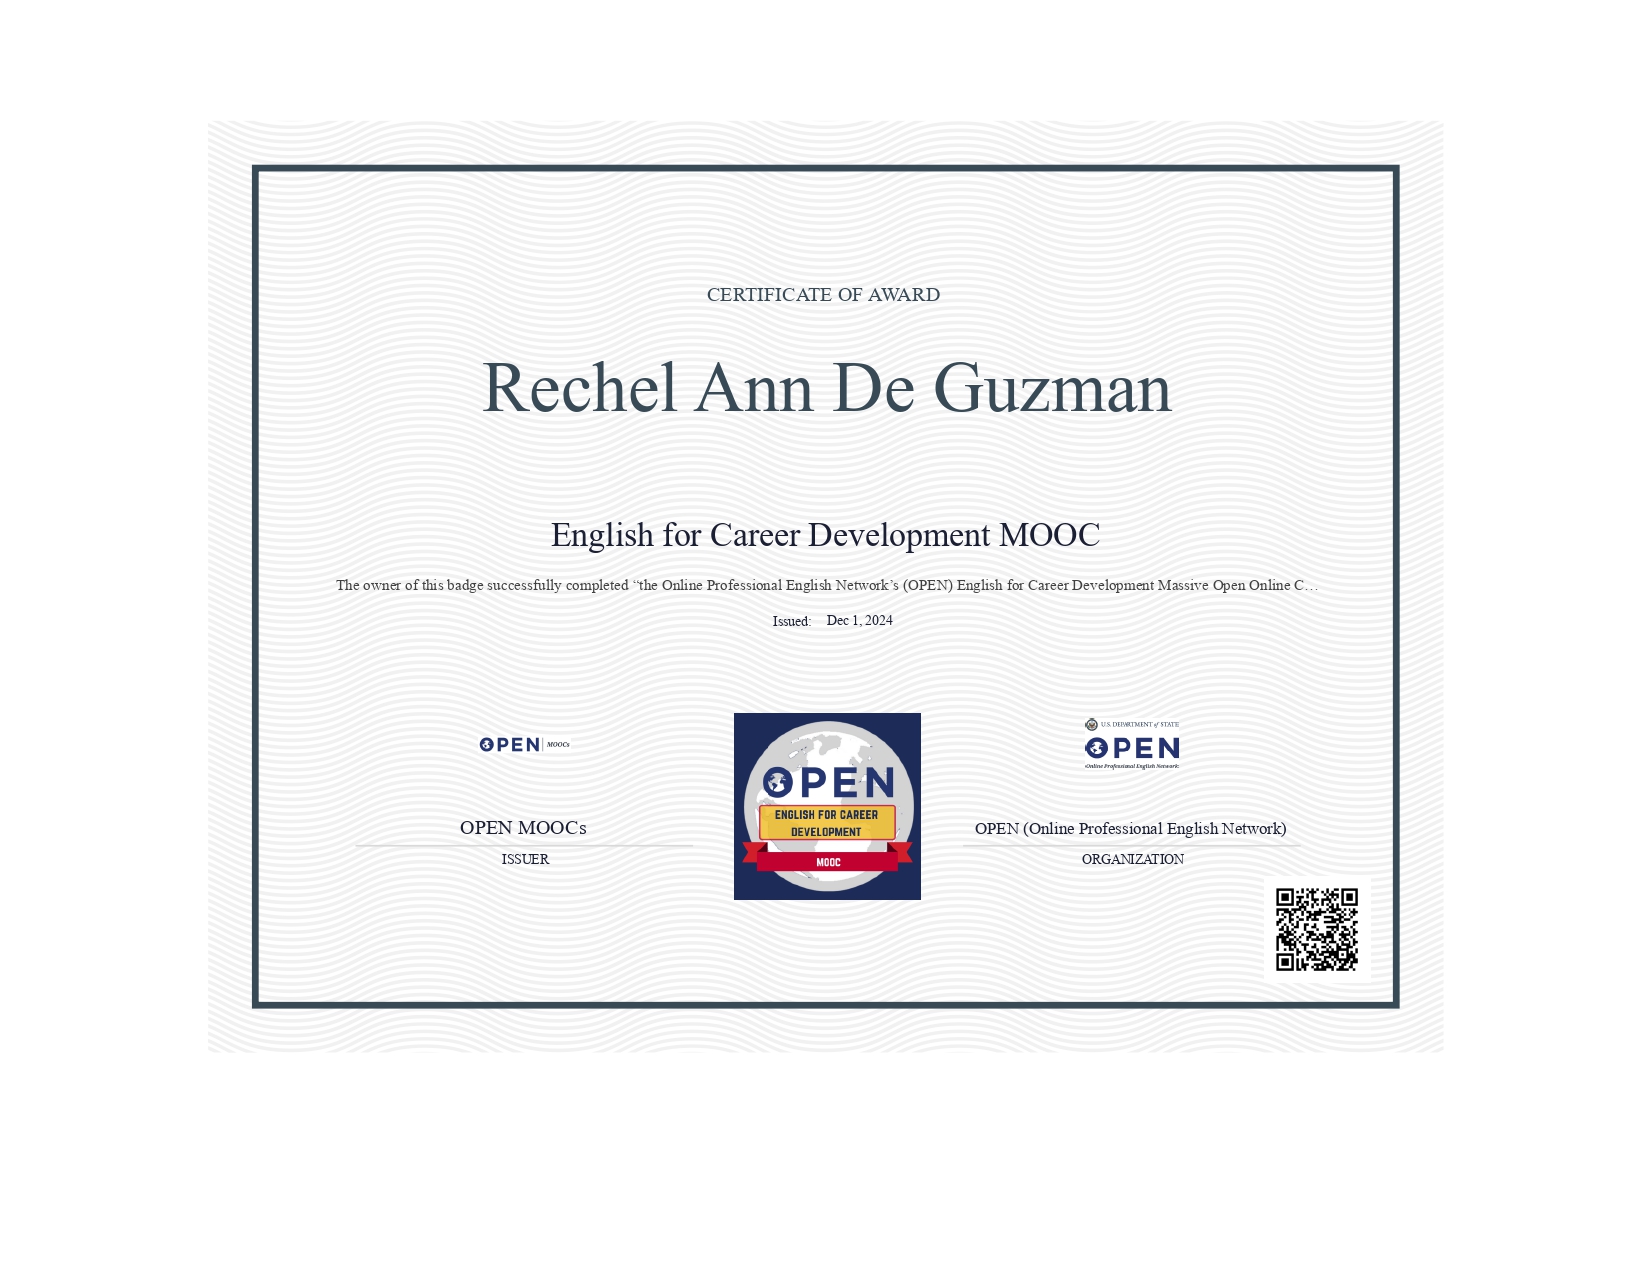 CERTIFICATE OF AWARD
Rechel Ann De Guzman
English for Career Development MOOC
The owner of this badge successfully completed “the Online Professional English Network’s (OPEN) English for Career Development Massive Open Online C…
Issued: Dec 1, 2024
OPEN MOOCs
OPEN MOOCs
ISSUER
OPEN
ENGLISH FOR CAREER
DEVELOPMENT
MOOC
U.S. DEPARTMENT of STATE
OPEN
Online Professional English Network
OPEN (Online Professional English Network)
ORGANIZATION